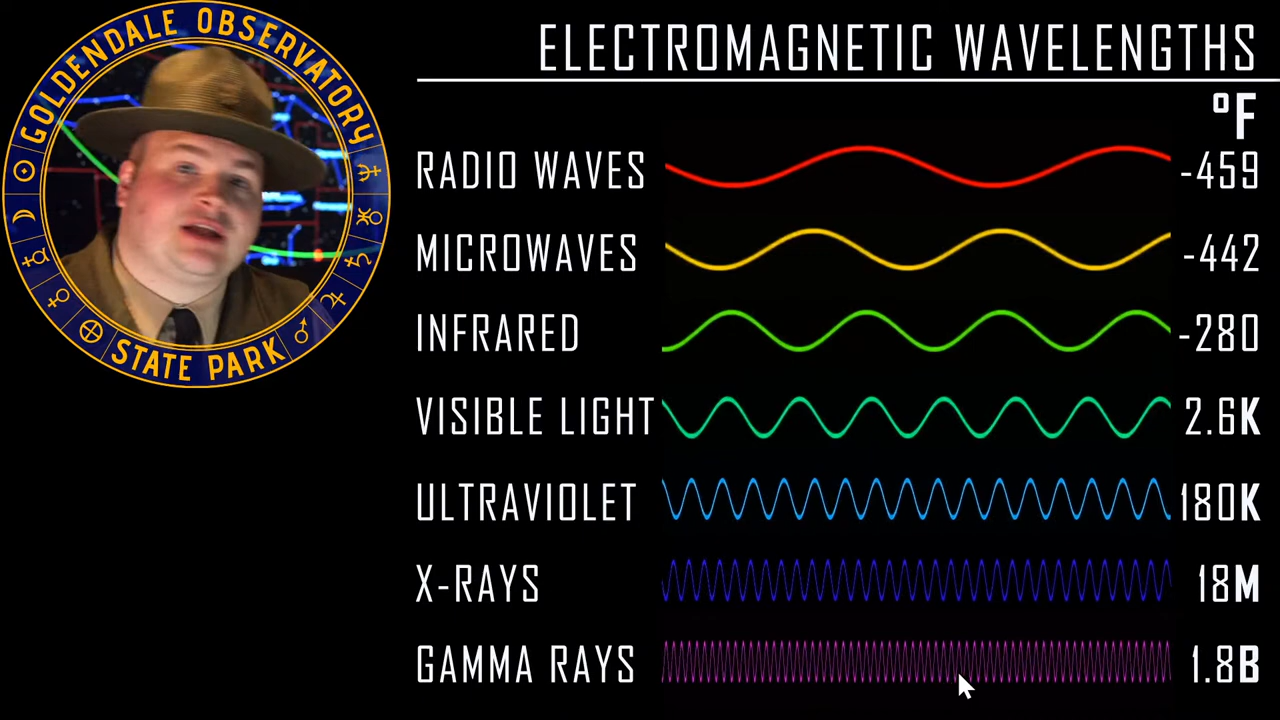 GOLDENDALE OBSERVATORY
STATE PARK
ELECTROMAGNETIC WAVELENGTHS
°F
RADIO WAVES -459
MICROWAVES -442
INFRARED -280
VISIBLE LIGHT 2.6K
ULTRAVIOLET 180K
X-RAYS 18M
GAMMA RAYS 1.8B